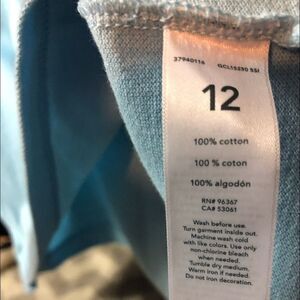 37940116 GCL15250 SSI
12
100% cotton
100 % coton
100% algodón
RN# 96367
CA# 53061
Wash before use.
Turn garment inside out.
Machine wash cold
with like colors. Use only
non-chlorine bleach
when needed.
Tumble dry medium.
Warm iron if needed.
Do not iron decoration.